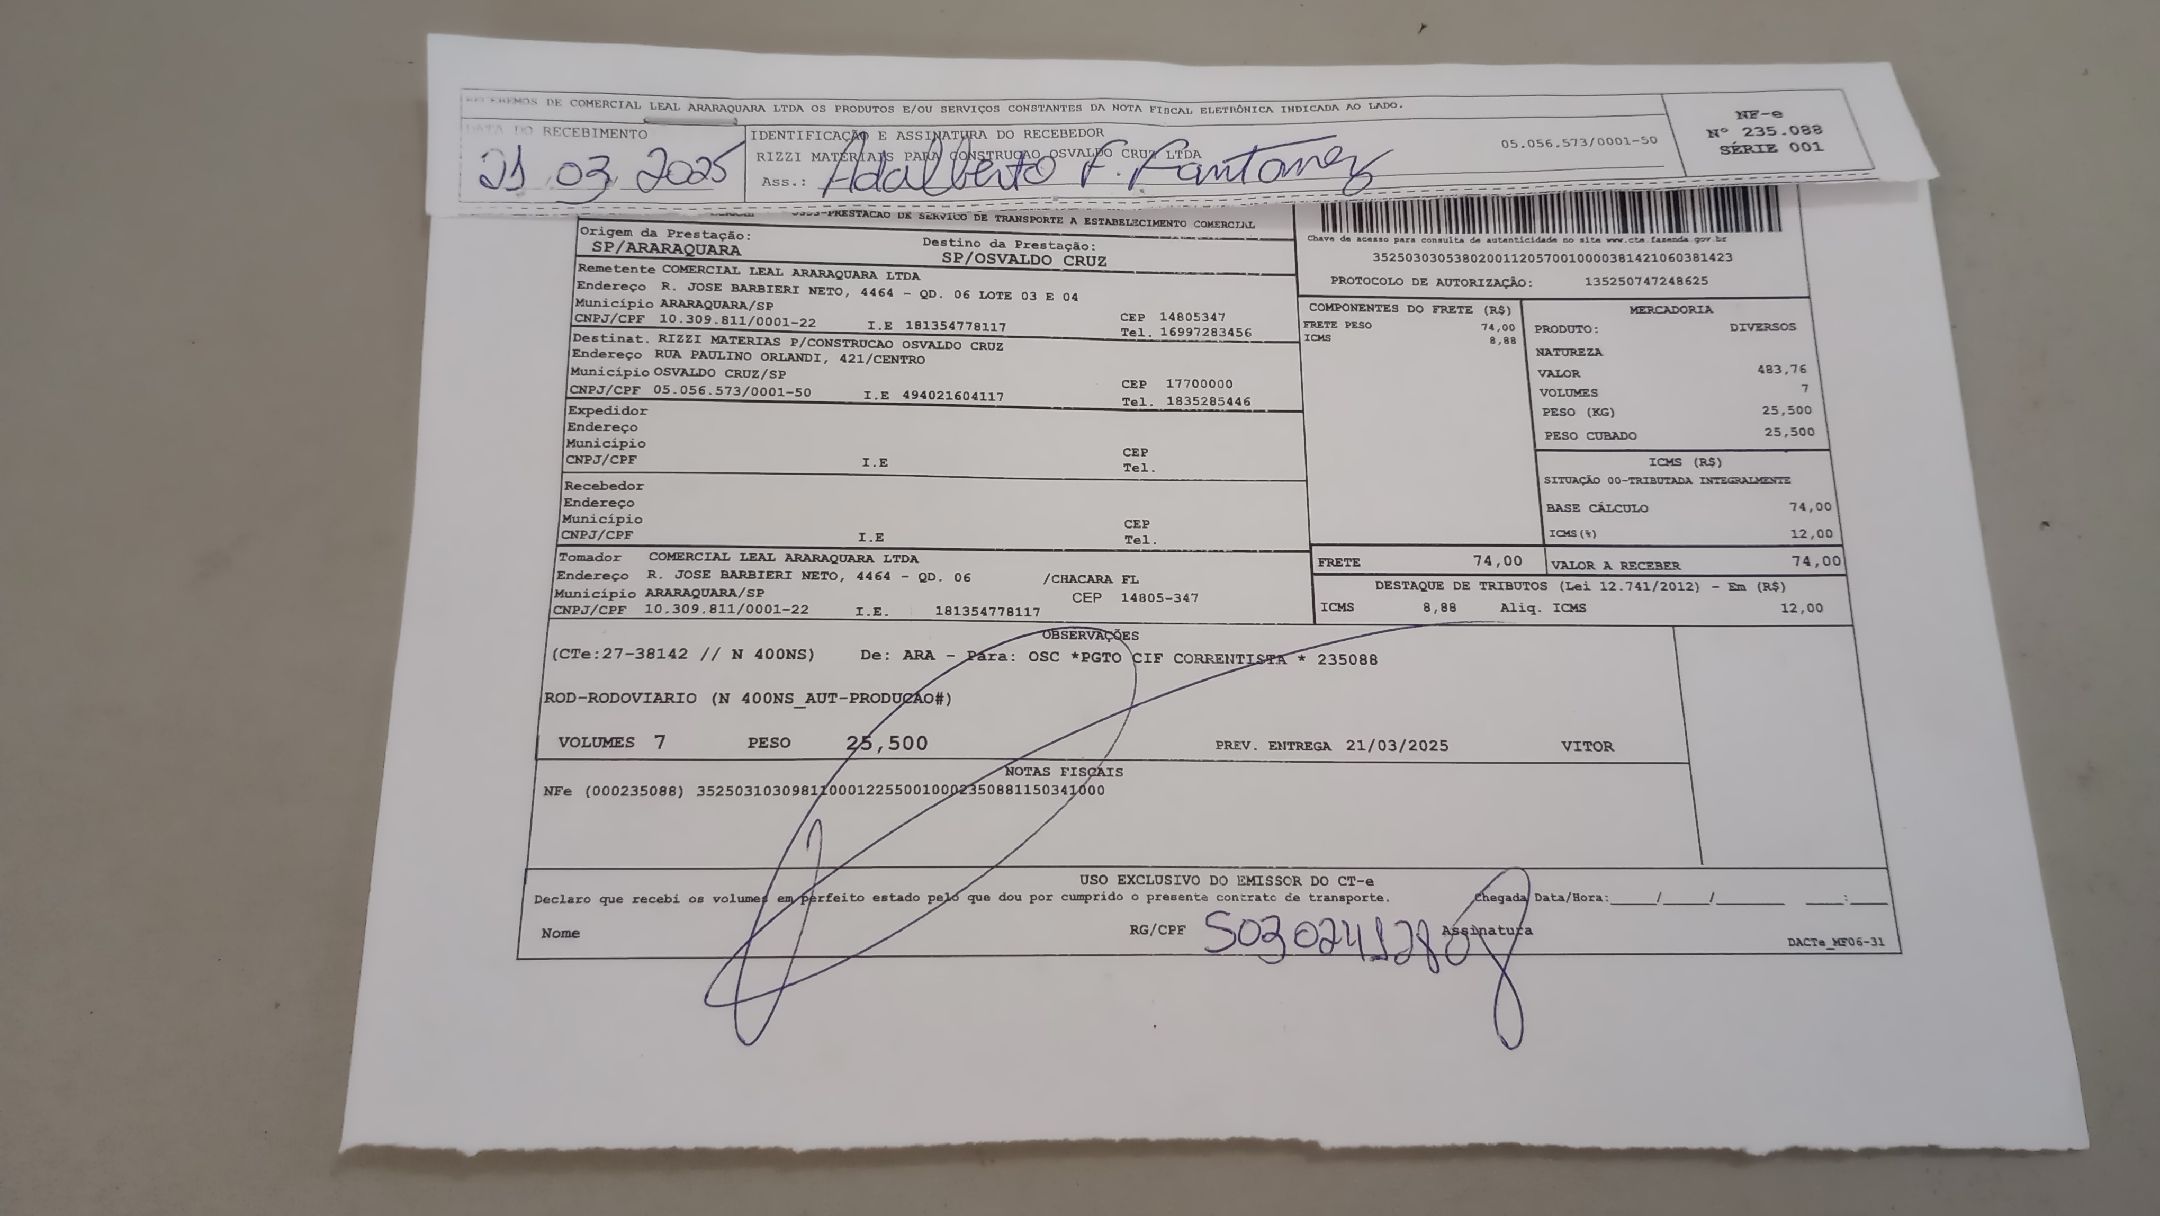 DE COMERCIAL LEAL ARARAQUARA LTDA OS PRODUTOS E/OU SERVIÇOS CONSTANTES DA NOTA FISCAL ELETRÔNICA INDICADA AO LADO.
NF-e
Nº 235.088
SÉRIE 001
DATA DO RECEBIMENTO
21 03 2025
IDENTIFICAÇÃO E ASSINATURA DO RECEBEDOR
RIZZI MATERIAIS PARA CONSTRUCAO OSVALDO CRUZ LTDA
05.056.573/0001-50
Ass.: Adalberto F.
PRESTACAO DE SERVICO DE TRANSPORTE A ESTABELECIMENTO COMERCIAL
Origem da Prestação:
SP/ARARAQUARA
Destino da Prestação:
SP/OSVALDO CRUZ
Chave de acesso para consulta de autenticidade no site www.cte.fazenda.gov.br
35250303053802001120570010000381421060381423
PROTOCOLO DE AUTORIZAÇÃO: 135250747248625
Remetente COMERCIAL LEAL ARARAQUARA LTDA
Endereço R. JOSE BARBIERI NETO, 4464 - QD. 06 LOTE 03 E 04
Município ARARAQUARA/SP
CEP 14805347
CNPJ/CPF 10.309.811/0001-22 I.E 181354778117 Tel. 16997283456
Destinat. RIZZI MATERIAS P/CONSTRUCAO OSVALDO CRUZ
Endereço RUA PAULINO ORLANDI, 421/CENTRO
Município OSVALDO CRUZ/SP
CEP 17700000
CNPJ/CPF 05.056.573/0001-50 I.E 494021604117 Tel. 1835285446
Expedidor
Endereço
Município
CEP
CNPJ/CPF I.E Tel.
Recebedor
Endereço
Município
CEP
CNPJ/CPF I.E Tel.
Tomador COMERCIAL LEAL ARARAQUARA LTDA
Endereço R. JOSE BARBIERI NETO, 4464 - QD. 06 /CHACARA FL
Município ARARAQUARA/SP CEP 14805-347
CNPJ/CPF 10.309.811/0001-22 I.E. 181354778117
COMPONENTES DO FRETE (R$)
FRETE PESO 74,00
ICMS 8,88
MERCADORIA
PRODUTO: DIVERSOS
NATUREZA
VALOR 483,76
VOLUMES 7
PESO (KG) 25,500
PESO CUBADO 25,500
ICMS (R$)
SITUAÇÃO 00-TRIBUTADA INTEGRALMENTE
BASE CÁLCULO 74,00
ICMS(%) 12,00
FRETE 74,00
VALOR A RECEBER 74,00
DESTAQUE DE TRIBUTOS (Lei 12.741/2012) - Em (R$)
ICMS 8,88 Aliq. ICMS 12,00
OBSERVAÇÕES
(CTe:27-38142 // N 400NS) De: ARA - Para: OSC *PGTO CIF CORRENTISTA * 235088
ROD-RODOVIARIO (N 400NS_AUT-PRODUCAO#)
VOLUMES 7 PESO 25,500 PREV. ENTREGA 21/03/2025 VITOR
NOTAS FISCAIS
NFe (000235088) 35250310309811000122550010002350881150341000
USO EXCLUSIVO DO EMISSOR DO CT-e
Declaro que recebi os volumes em perfeito estado pelo que dou por cumprido o presente contrato de transporte.
Chegada Data/Hora:_____/_____/_______ ____:____
Nome RG/CPF Assinatura
DACTe_MF06-31